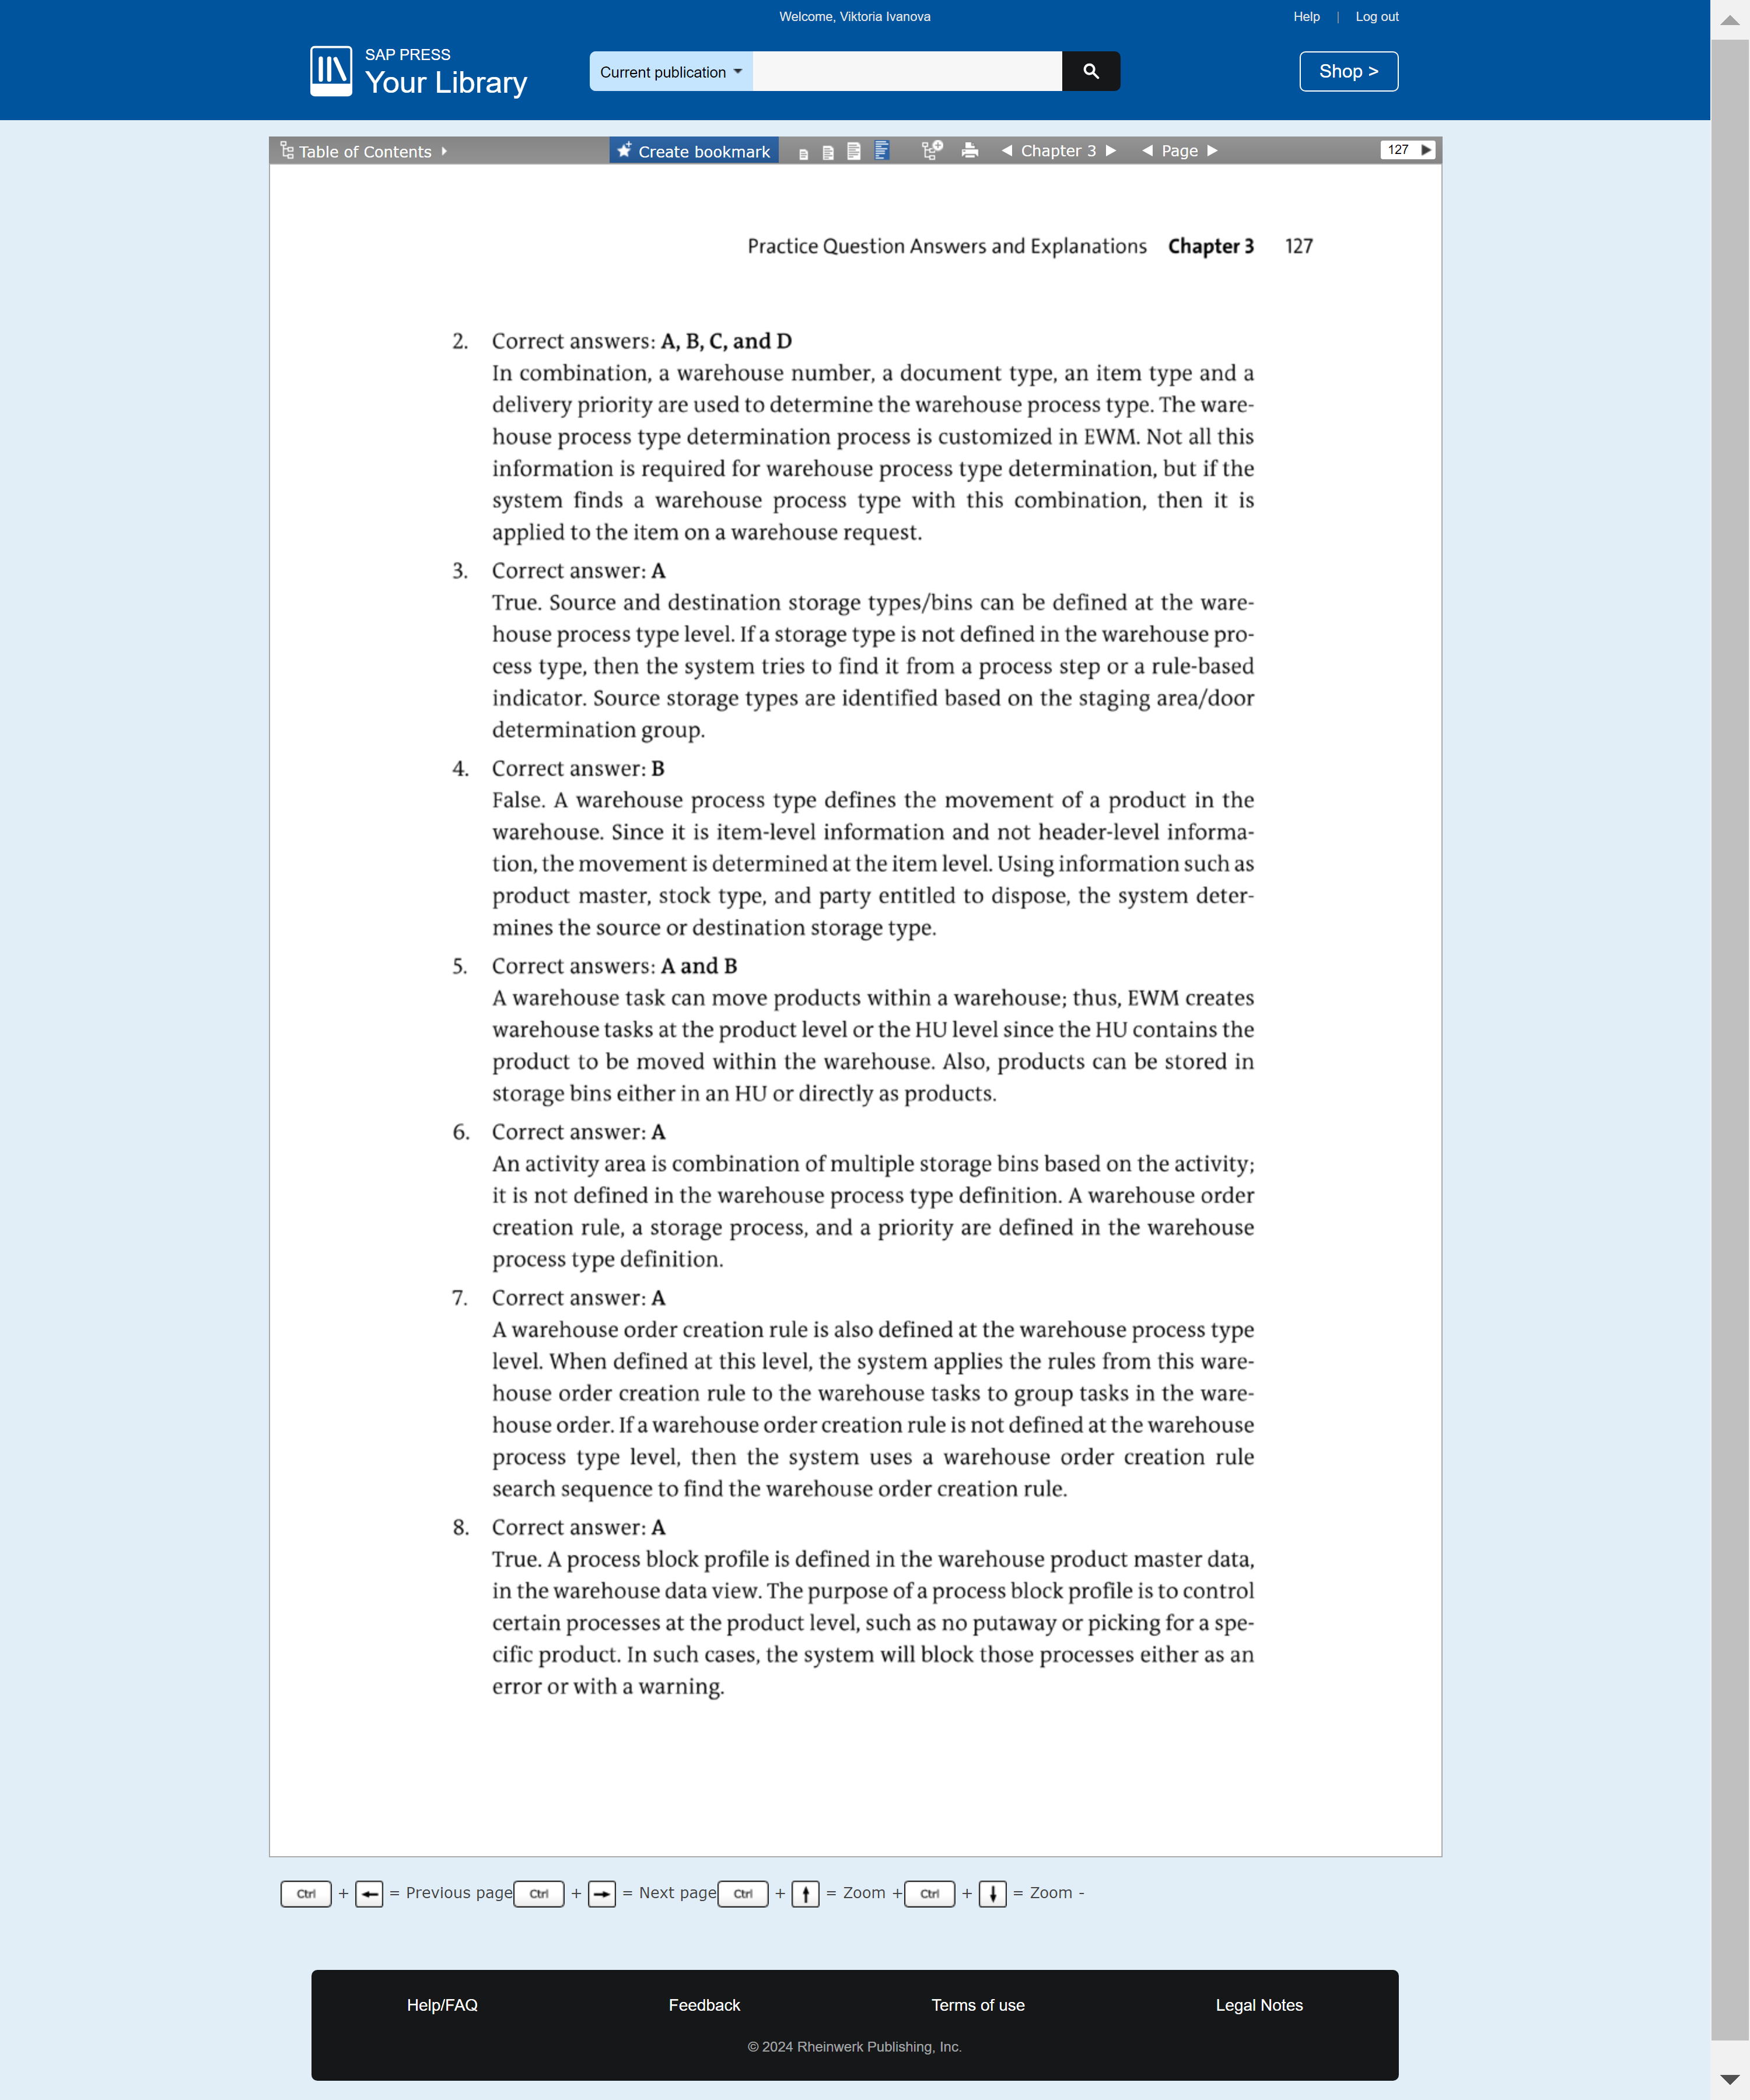 Welcome, Viktoria Ivanova
Help | Log out
SAP PRESS
Your Library
Current publication
Shop >
Table of Contents
Create bookmark
Chapter 3
Page
127
Practice Question Answers and Explanations Chapter 3 127
2. Correct answers: A, B, C, and D
In combination, a warehouse number, a document type, an item type and a
delivery priority are used to determine the warehouse process type. The ware-
house process type determination process is customized in EWM. Not all this
information is required for warehouse process type determination, but if the
system finds a warehouse process type with this combination, then it is
applied to the item on a warehouse request.
3. Correct answer: A
True. Source and destination storage types/bins can be defined at the ware-
house process type level. If a storage type is not defined in the warehouse pro-
cess type, then the system tries to find it from a process step or a rule-based
indicator. Source storage types are identified based on the staging area/door
determination group.
4. Correct answer: B
False. A warehouse process type defines the movement of a product in the
warehouse. Since it is item-level information and not header-level informa-
tion, the movement is determined at the item level. Using information such as
product master, stock type, and party entitled to dispose, the system deter-
mines the source or destination storage type.
5. Correct answers: A and B
A warehouse task can move products within a warehouse; thus, EWM creates
warehouse tasks at the product level or the HU level since the HU contains the
product to be moved within the warehouse. Also, products can be stored in
storage bins either in an HU or directly as products.
6. Correct answer: A
An activity area is combination of multiple storage bins based on the activity;
it is not defined in the warehouse process type definition. A warehouse order
creation rule, a storage process, and a priority are defined in the warehouse
process type definition.
7. Correct answer: A
A warehouse order creation rule is also defined at the warehouse process type
level. When defined at this level, the system applies the rules from this ware-
house order creation rule to the warehouse tasks to group tasks in the ware-
house order. If a warehouse order creation rule is not defined at the warehouse
process type level, then the system uses a warehouse order creation rule
search sequence to find the warehouse order creation rule.
8. Correct answer: A
True. A process block profile is defined in the warehouse product master data,
in the warehouse data view. The purpose of a process block profile is to control
certain processes at the product level, such as no putaway or picking for a spe-
cific product. In such cases, the system will block those processes either as an
error or with a warning.
Ctrl + ← = Previous page Ctrl + → = Next page Ctrl + ↑ = Zoom + Ctrl + ↓ = Zoom -
Help/FAQ Feedback Terms of use Legal Notes
© 2024 Rheinwerk Publishing, Inc.